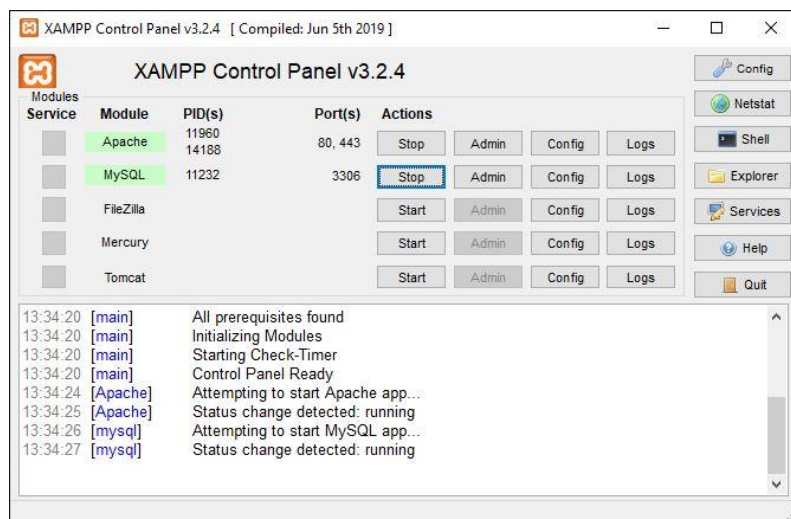 XAMPP Control Panel v3.2.4 [ Compiled: Jun 5th 2019 ]
XAMPP Control Panel v3.2.4
Config
Modules
Service Module PID(s) Port(s) Actions
Netstat
Apache 11960 14188 80, 443 Stop Admin Config Logs
Shell
MySQL 11232 3306 Stop Admin Config Logs
Explorer
FileZilla Start Admin Config Logs
Services
Mercury Start Admin Config Logs
Help
Tomcat Start Admin Config Logs
Quit
13:34:20 [main] All prerequisites found
13:34:20 [main] Initializing Modules
13:34:20 [main] Starting Check-Timer
13:34:20 [main] Control Panel Ready
13:34:24 [Apache] Attempting to start Apache app...
13:34:25 [Apache] Status change detected: running
13:34:26 [mysql] Attempting to start MySQL app...
13:34:27 [mysql] Status change detected: running